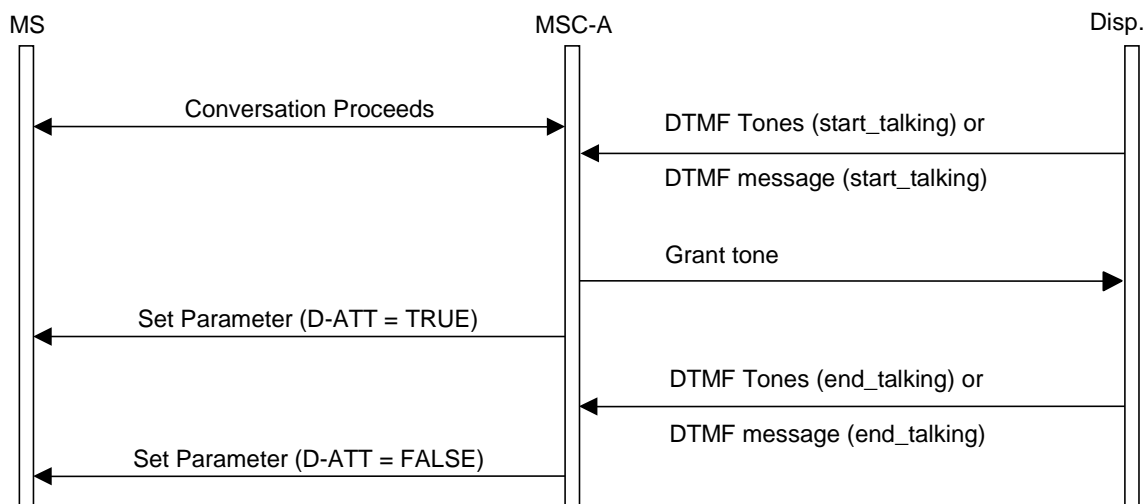 MS
MSC-A
Disp.
Conversation Proceeds
DTMF Tones (start_talking) or
DTMF message (start_talking)
Grant tone
Set Parameter (D-ATT = TRUE)
DTMF Tones (end_talking) or
DTMF message (end_talking)
Set Parameter (D-ATT = FALSE)